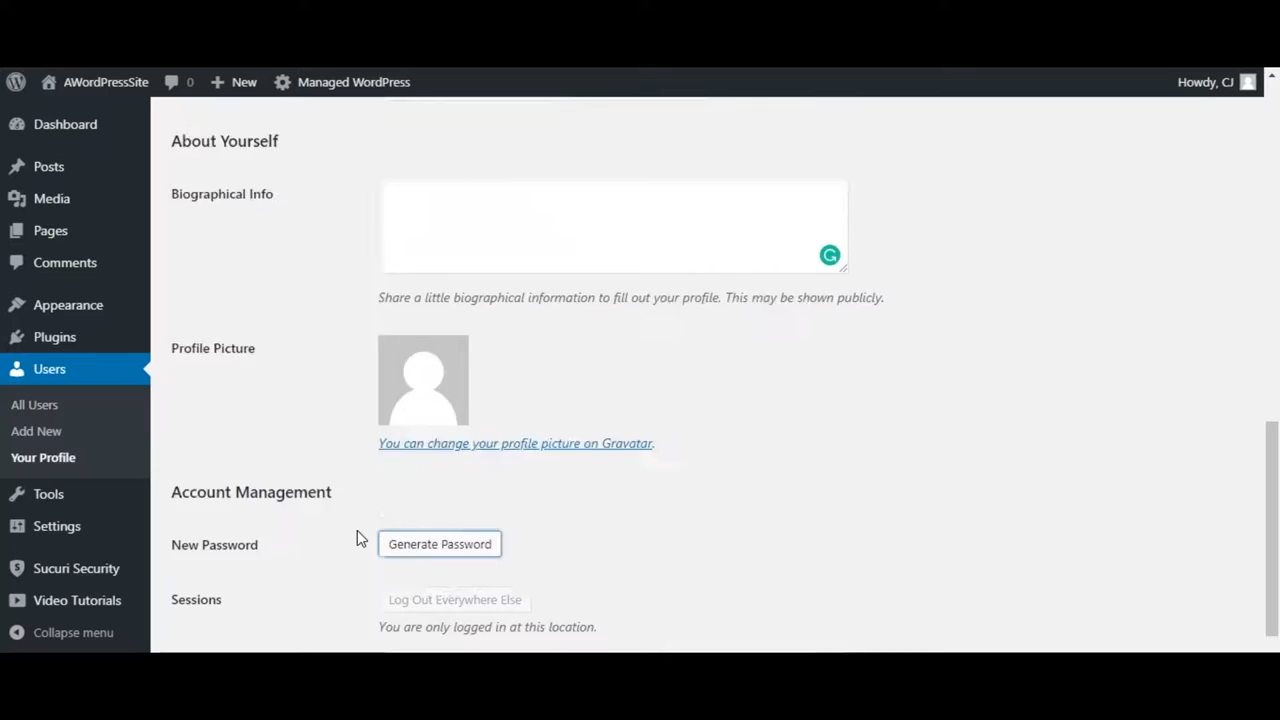 AWordPressSite 0 New Managed WordPress Howdy, CJ
Dashboard
Posts
Media
Pages
Comments
Appearance
Plugins
Users
All Users
Add New
Your Profile
Tools
Settings
Sucuri Security
Video Tutorials
Collapse menu
About Yourself
Biographical Info
Share a little biographical information to fill out your profile. This may be shown publicly.
Profile Picture
You can change your profile picture on Gravatar.
Account Management
New Password Generate Password
Sessions Log Out Everywhere Else
You are only logged in at this location.